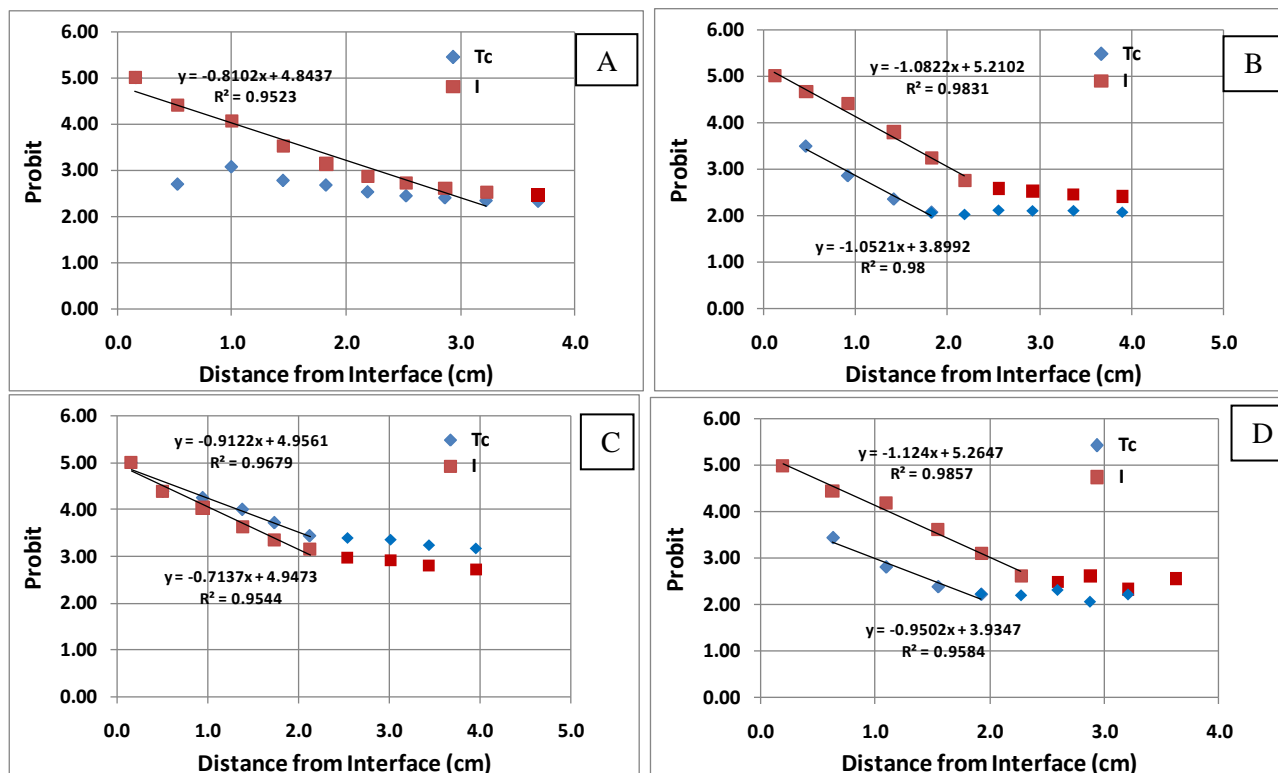 A
6.00
5.00
4.00
3.00
2.00
1.00
0.00
Probit
y = -0.8102x + 4.8437
R² = 0.9523
Tc
I
0.0 1.0 2.0 3.0 4.0
Distance from Interface (cm)
B
6.00
5.00
4.00
3.00
2.00
1.00
0.00
Probit
Tc
I
y = -1.0822x + 5.2102
R² = 0.9831
y = -1.0521x + 3.8992
R² = 0.98
0.0 1.0 2.0 3.0 4.0 5.0
Distance from Interface (cm)
C
6.00
5.00
4.00
3.00
2.00
1.00
0.00
Probit
y = -0.9122x + 4.9561
R² = 0.9679
Tc
I
y = -0.7137x + 4.9473
R² = 0.9544
0.0 1.0 2.0 3.0 4.0 5.0
Distance from Interface (cm)
D
6.00
5.00
4.00
3.00
2.00
1.00
0.00
Probit
Tc
I
y = -1.124x + 5.2647
R² = 0.9857
y = -0.9502x + 3.9347
R² = 0.9584
0.0 1.0 2.0 3.0 4.0
Distance from Interface (cm)